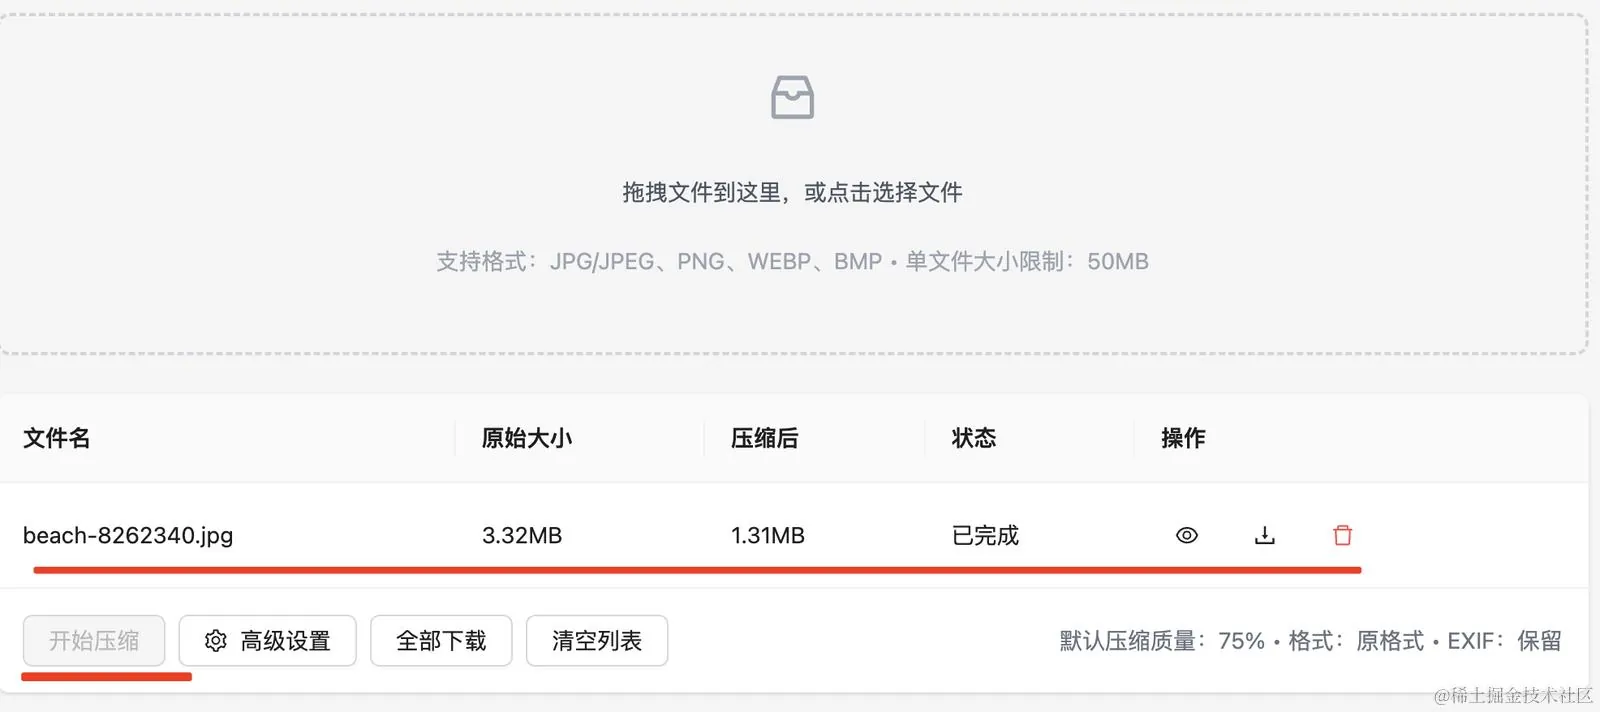 拖拽文件到这里，或点击选择文件
支持格式：JPG/JPEG、PNG、WEBP、BMP • 单文件大小限制：50MB
文件名 原始大小 压缩后 状态 操作
beach-8262340.jpg 3.32MB 1.31MB 已完成
开始压缩 高级设置 全部下载 清空列表 默认压缩质量：75% • 格式：原格式 • EXIF：保留
@稀土掘金技术社区